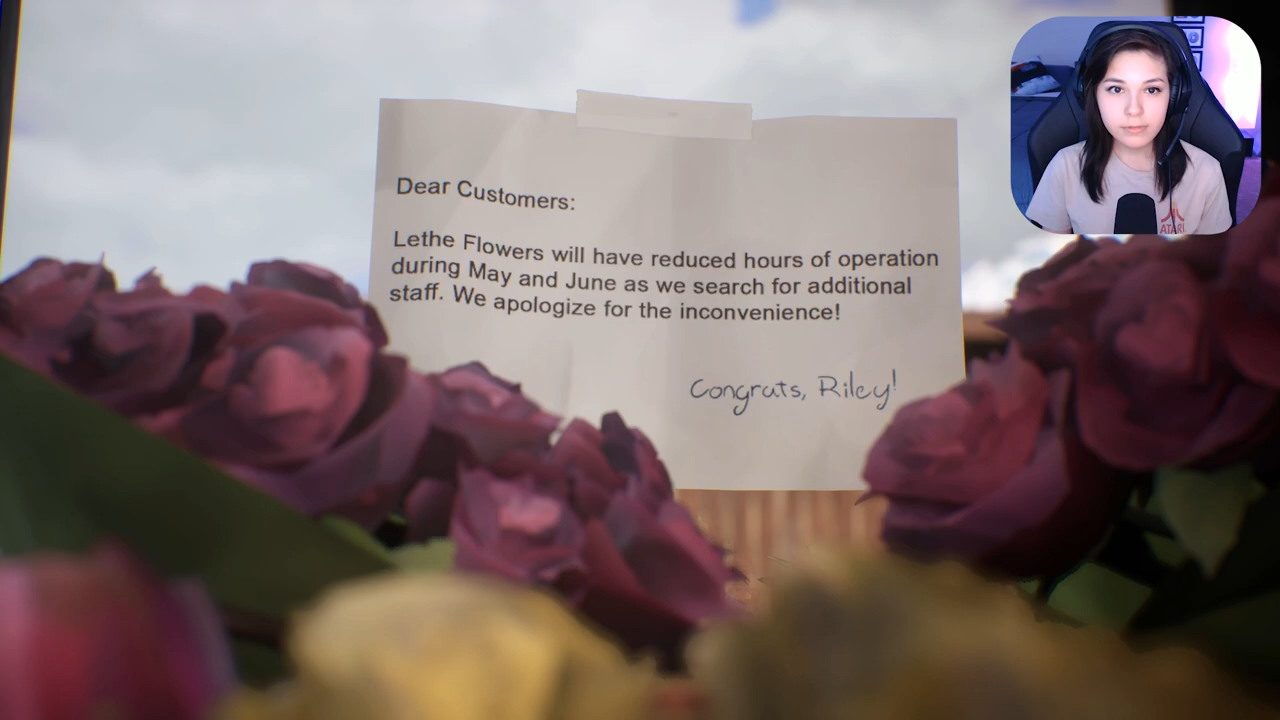 Dear Customers:
Lethe Flowers will have reduced hours of operation
during May and June as we search for additional
staff. We apologize for the inconvenience!
Congrats, Riley!
ATARI